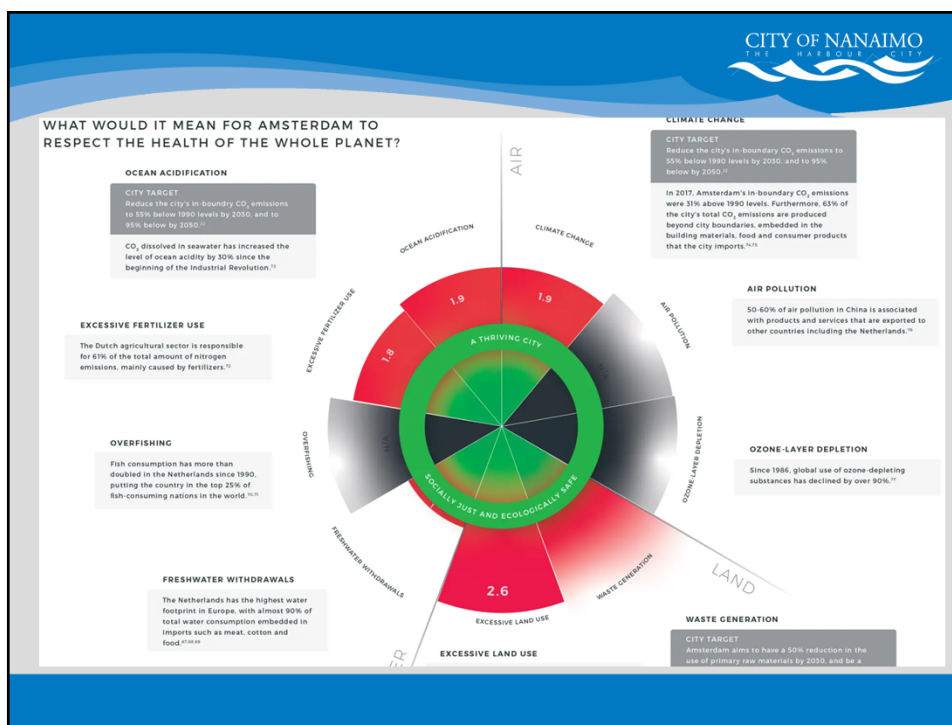 CITY OF NANAIMO
THE HARBOUR CITY
WHAT WOULD IT MEAN FOR AMSTERDAM TO
RESPECT THE HEALTH OF THE WHOLE PLANET?
OCEAN ACIDIFICATION
CITY TARGET
Reduce the city's in-boundry CO₂ emissions
to 55% below 1990 levels by 2030, and to
95% below by 2050.
CO₂ dissolved in seawater has increased the
level of ocean acidity by 30% since the
beginning of the Industrial Revolution.⁷³
EXCESSIVE FERTILIZER USE
The Dutch agricultural sector is responsible
for 61% of the total amount of nitrogen
emissions, mainly caused by fertilizers.⁷²
OVERFISHING
Fish consumption has more than
doubled in the Netherlands since 1990,
putting the country in the top 25% of
fish-consuming nations in the world.⁷⁰,⁷¹
FRESHWATER WITHDRAWALS
The Netherlands has the highest water
footprint in Europe, with almost 90% of
total water consumption embedded in
imports such as meat, cotton and
food.⁶⁷,⁶⁸,⁶⁹
AIR
OCEAN ACIDIFICATION
CLIMATE CHANGE
EXCESSIVE FERTILIZER USE
AIR POLLUTION
1.9
1.9
1.8
A THRIVING CITY
SOCIALLY JUST AND ECOLOGICALLY SAFE
N/A
OVERFISHING
OZONE-LAYER DEPLETION
FRESHWATER WITHDRAWALS
WASTE GENERATION
2.6
EXCESSIVE LAND USE
LAND
EXCESSIVE LAND USE
CLIMATE CHANGE
CITY TARGET
Reduce the city's in-boundary CO₂ emissions to
55% below 1990 levels by 2030, and to 95%
below by 2050.
In 2017, Amsterdam's in-boundary CO₂ emissions
were 31% above 1990 levels. Furthermore, 63% of
the city's total CO₂ emissions are produced
beyond city boundaries, embedded in the
building materials, food and consumer products
that the city imports.⁷⁴,⁷⁵
AIR POLLUTION
50-60% of air pollution in China is associated
with products and services that are exported to
other countries including the Netherlands.⁷⁶
OZONE-LAYER DEPLETION
Since 1986, global use of ozone-depleting
substances has declined by over 90%.⁷⁷
WASTE GENERATION
CITY TARGET
Amsterdam aims to have a 50% reduction in the
use of primary raw materials by 2030, and be a